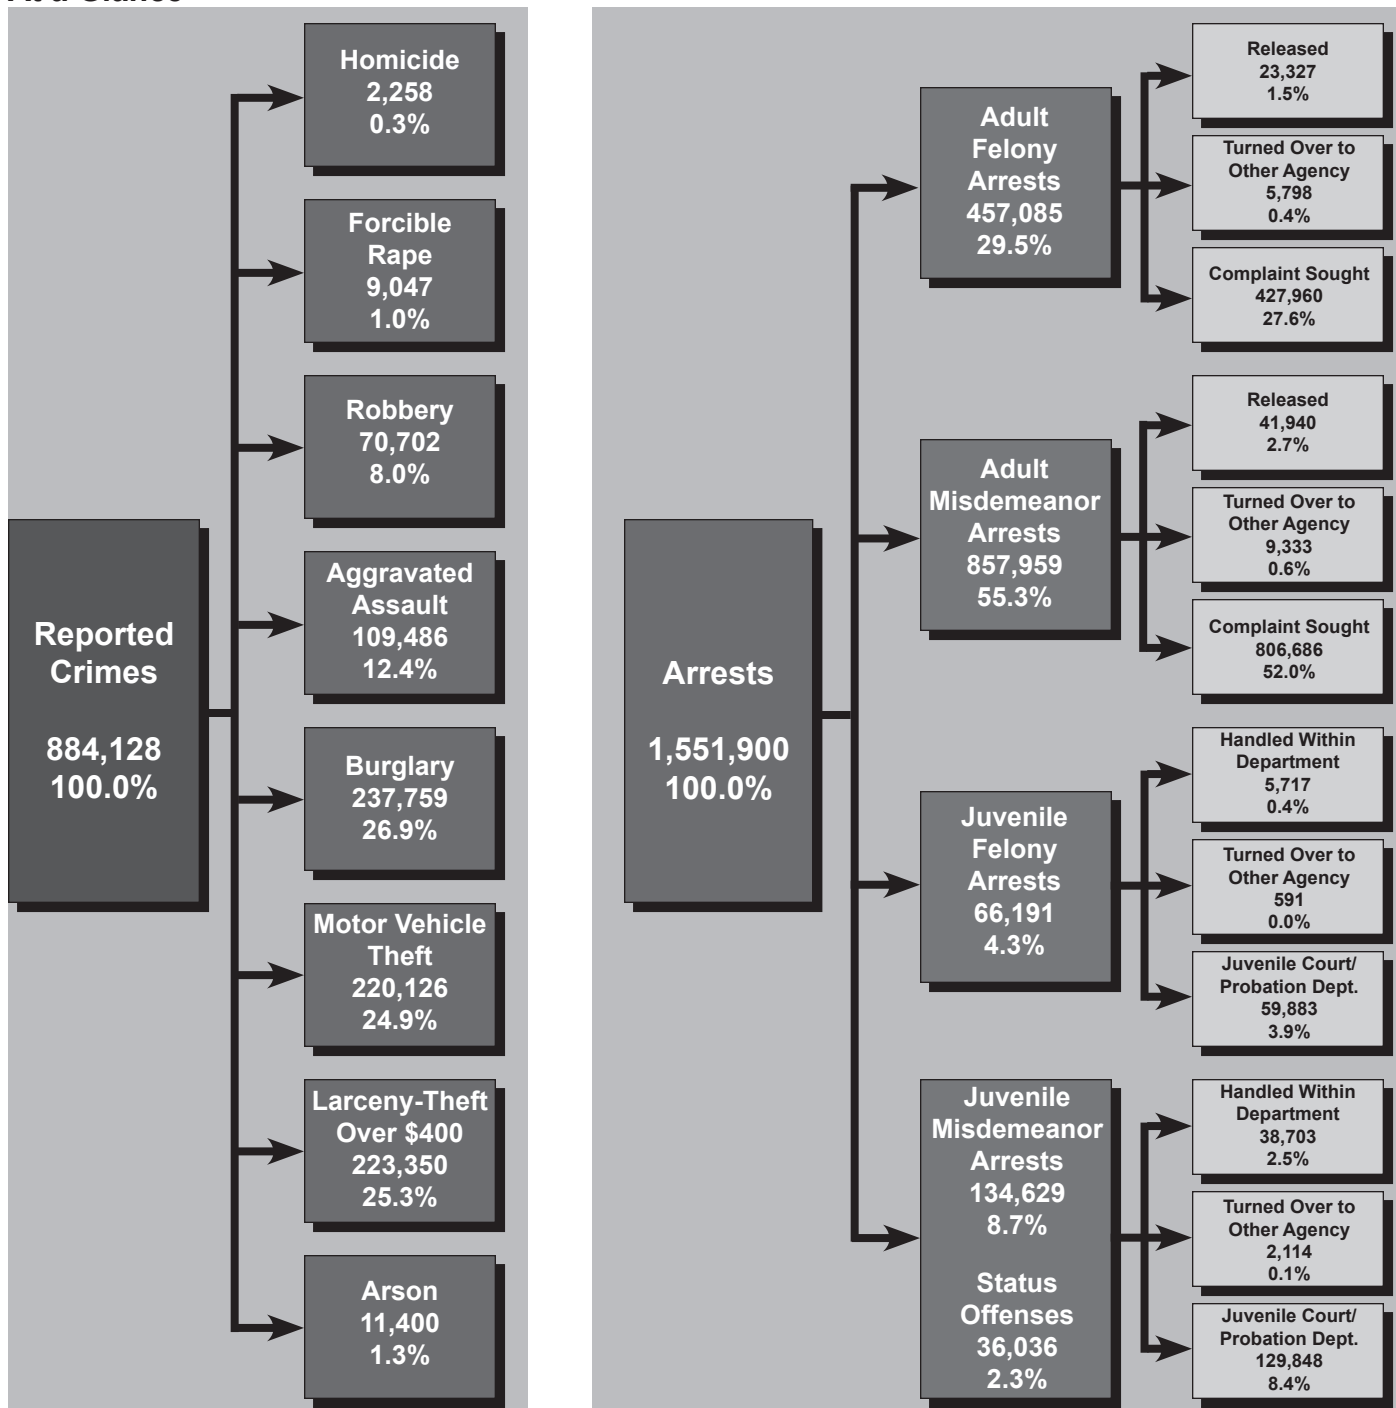 Reported
Crimes
884,128
100.0%
Homicide
2,258
0.3%
Forcible
Rape
9,047
1.0%
Robbery
70,702
8.0%
Aggravated
Assault
109,486
12.4%
Burglary
237,759
26.9%
Motor Vehicle
Theft
220,126
24.9%
Larceny-Theft
Over $400
223,350
25.3%
Arson
11,400
1.3%
Arrests
1,551,900
100.0%
Adult
Felony
Arrests
457,085
29.5%
Released
23,327
1.5%
Turned Over to
Other Agency
5,798
0.4%
Complaint Sought
427,960
27.6%
Adult
Misdemeanor
Arrests
857,959
55.3%
Released
41,940
2.7%
Turned Over to
Other Agency
9,333
0.6%
Complaint Sought
806,686
52.0%
Juvenile
Felony
Arrests
66,191
4.3%
Handled Within
Department
5,717
0.4%
Turned Over to
Other Agency
591
0.0%
Juvenile Court/
Probation Dept.
59,883
3.9%
Juvenile
Misdemeanor
Arrests
134,629
8.7%
Status
Offenses
36,036
2.3%
Handled Within
Department
38,703
2.5%
Turned Over to
Other Agency
2,114
0.1%
Juvenile Court/
Probation Dept.
129,848
8.4%